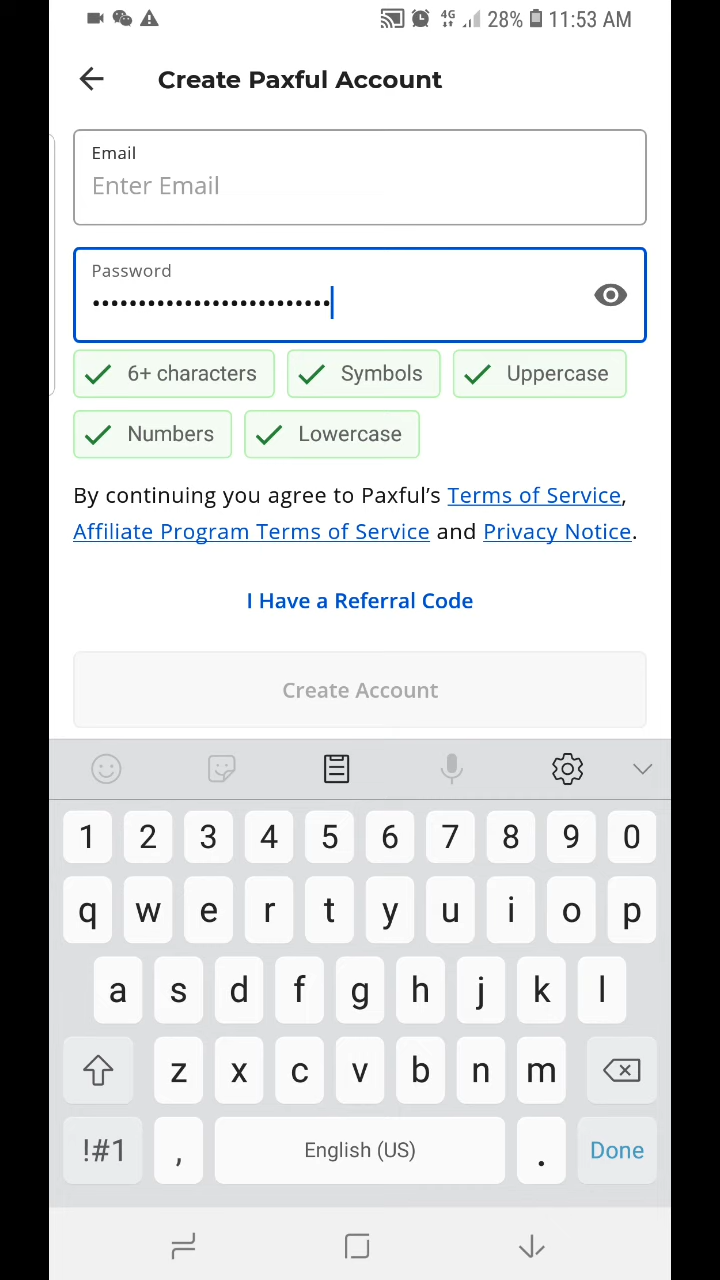 4G 28% 11:53 AM
Create Paxful Account
Email
Enter Email
Password
••••••••••••••••••••••••••
6+ characters Symbols Uppercase
Numbers Lowercase
By continuing you agree to Paxful's Terms of Service,
Affiliate Program Terms of Service and Privacy Notice.
I Have a Referral Code
Create Account
1 2 3 4 5 6 7 8 9 0
q w e r t y u i o p
a s d f g h j k l
z x c v b n m
!#1 , English (US) . Done